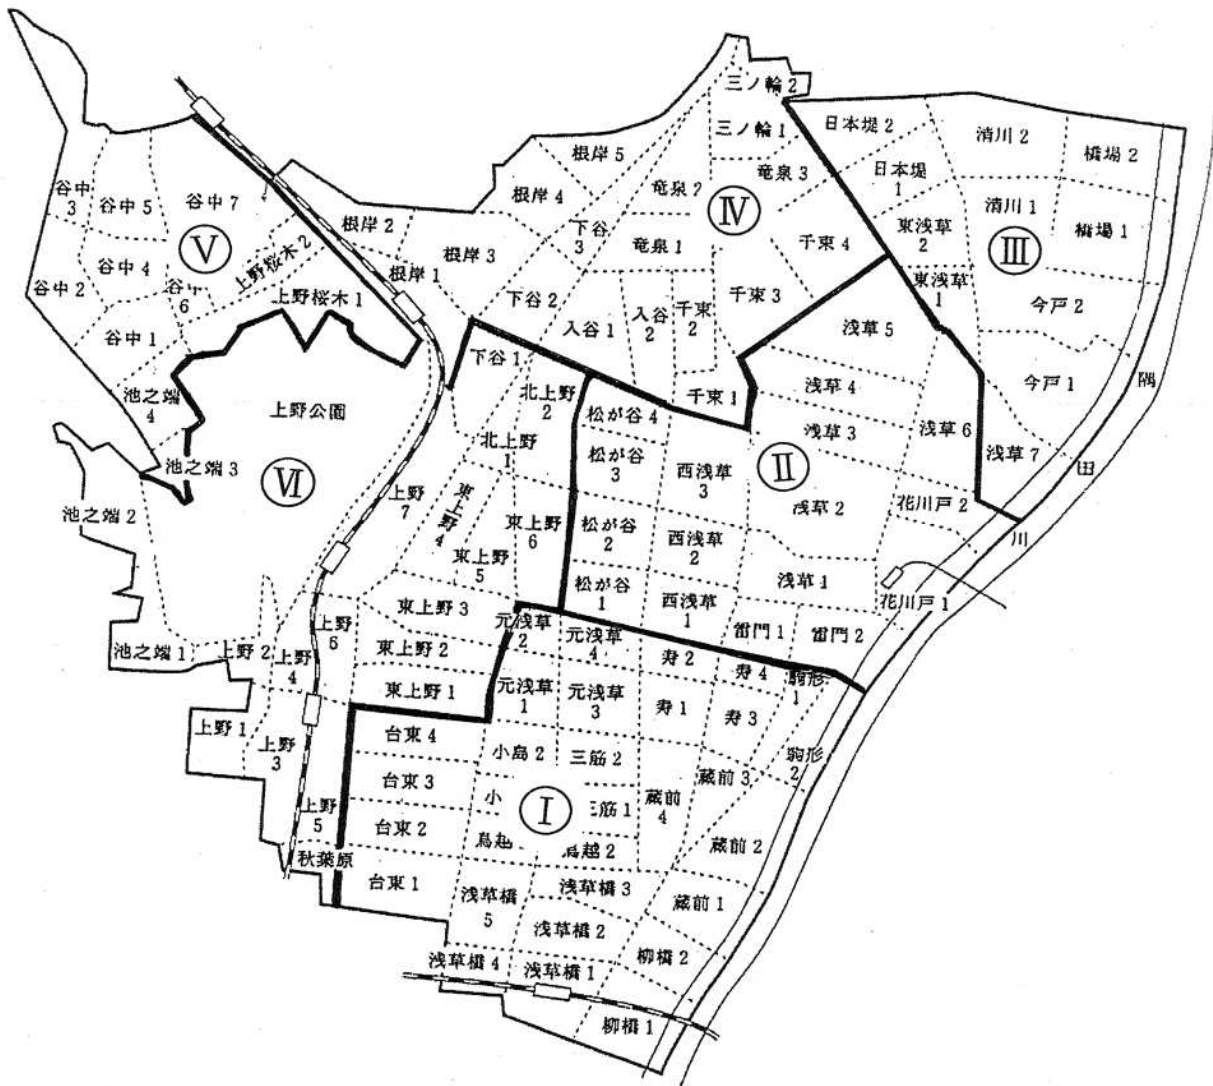 三ノ輪 2
三ノ輪 1
日本堤 2
清川 2
橋場 2
根岸 5
竜泉 3
日本堤 1
根岸 4
竜泉 2
Ⅳ
清川 1
橋場 1
谷中 3
谷中 5
谷中 7
根岸 2
下谷 3
竜泉 1
千束 4
東浅草 2
Ⅲ
Ⅴ
上野桜木 2
根岸 3
谷中 4
根岸 1
東浅草 1
谷中 2
谷中 6
上野桜木 1
下谷 2
入谷 1
入谷 2
千束 2
千束 3
今戸 2
谷中 1
浅草 5
下谷 1
池之端 4
上野公園
北上野 2
松が谷 4
千束 1
浅草 4
今戸 1
隅田川
北上野 1
浅草 3
浅草 6
池之端 3
Ⅵ
松が谷 3
西浅草 3
Ⅱ
浅草 7
上野 7
東上野 4
浅草 2
花川戸 2
池之端 2
東上野 6
松が谷 2
西浅草 2
東上野 5
浅草 1
松が谷 1
花川戸 1
東上野 3
西浅草 1
上野 6
元浅草 2
元浅草 4
雷門 1
雷門 2
池之端 1
上野 2
上野 4
東上野 2
寿 2
寿 4
駒形 1
東上野 1
元浅草 1
元浅草 3
寿 1
寿 3
上野 1
上野 3
台東 4
小島 2
三筋 2
駒形 2
台東 3
蔵前 3
小
Ⅰ
三筋 1
蔵前 4
上野 5
台東 2
鳥越
鳥越 2
蔵前 2
秋葉原
台東 1
浅草橋 5
浅草橋 3
蔵前 1
浅草橋 2
柳橋 2
浅草橋 4
浅草橋 1
柳橋 1